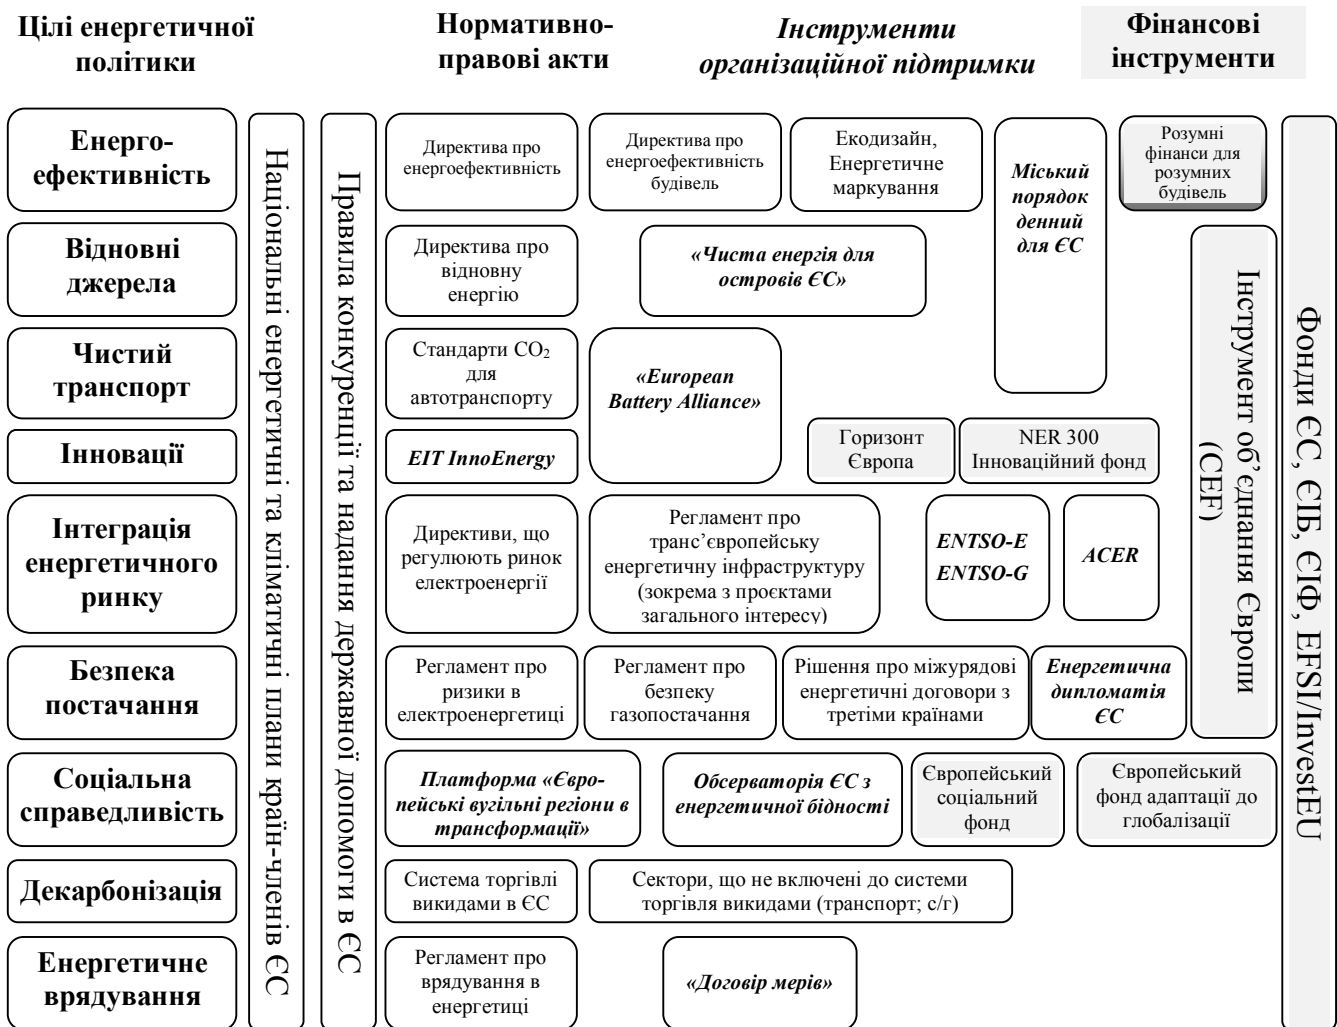 Цілі енергетичної
політики
Нормативно-
правові акти
Інструменти
організаційної підтримки
Фінансові
інструменти
Енерго-
ефективність
Відновні
джерела
Чистий
транспорт
Інновації
Інтеграція
енергетичного
ринку
Безпека
постачання
Соціальна
справедливість
Декарбонізація
Енергетичне
врядування
Національні енергетичні та кліматичні плани країн-членів ЄС
Правила конкуренції та надання державної допомоги в ЄС
Директива про
енергоефективність
Директива про
енергоефективність
будівель
Екодизайн,
Енергетичне
маркування
Міський
порядок
денний
для ЄС
Розумні
фінанси для
розумних
будівель
Директива про
відновну
енергію
«Чиста енергія для
островів ЄС»
Стандарти CO₂
для
автотранспорту
«European
Battery Alliance»
EIT InnoEnergy
Горизонт
Європа
NER 300
Інноваційний фонд
Директиви, що
регулюють ринок
електроенергії
Регламент про
транс’європейську
енергетичну інфраструктуру
(зокрема з проєктами
загального інтересу)
ENTSO-E
ENTSO-G
ACER
Регламент про
ризики в
електроенергетиці
Регламент про
безпеку
газопостачання
Рішення про міжурядові
енергетичні договори з
третіми країнами
Енергетична
дипломатія
ЄС
Інструмент об’єднання Європи
(CEF)
Платформа «Євро-
пейські вугільні регіони в
трансформації»
Обсерваторія ЄС з
енергетичної бідності
Європейський
соціальний
фонд
Європейський
фонд адаптації до
глобалізації
Система торгівлі
викидами в ЄС
Сектори, що не включені до системи
торгівля викидами (транспорт; с/г)
Регламент про
врядування в
енергетиці
«Договір мерів»
Фонди ЄС, ЄІБ, ЄІФ, EFSI/InvestEU